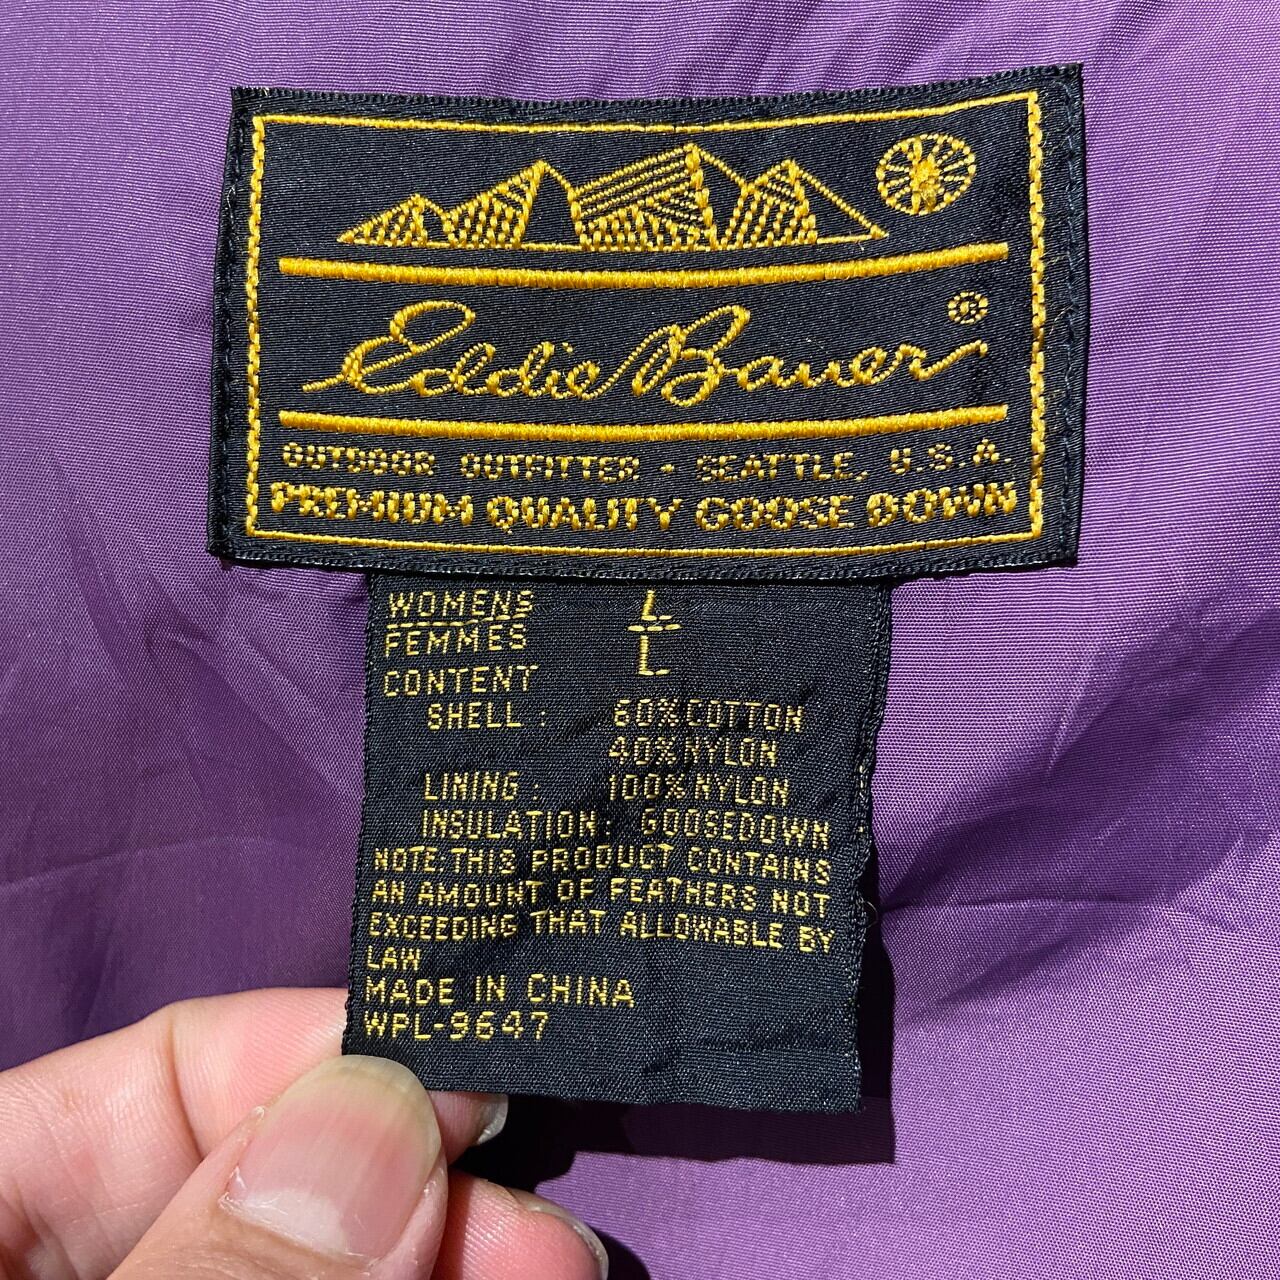 Eddie Bauer®
OUTDOOR OUTFITTER • SEATTLE, U.S.A.
PREMIUM QUALITY GOOSE DOWN
WOMENS L
FEMMES L
CONTENT
SHELL : 60% COTTON
40% NYLON
LINING : 100% NYLON
INSULATION: GOOSEDOWN
NOTE:THIS PRODUCT CONTAINS
AN AMOUNT OF FEATHERS NOT
EXCEEDING THAT ALLOWABLE BY
LAW
MADE IN CHINA
WPL-9647